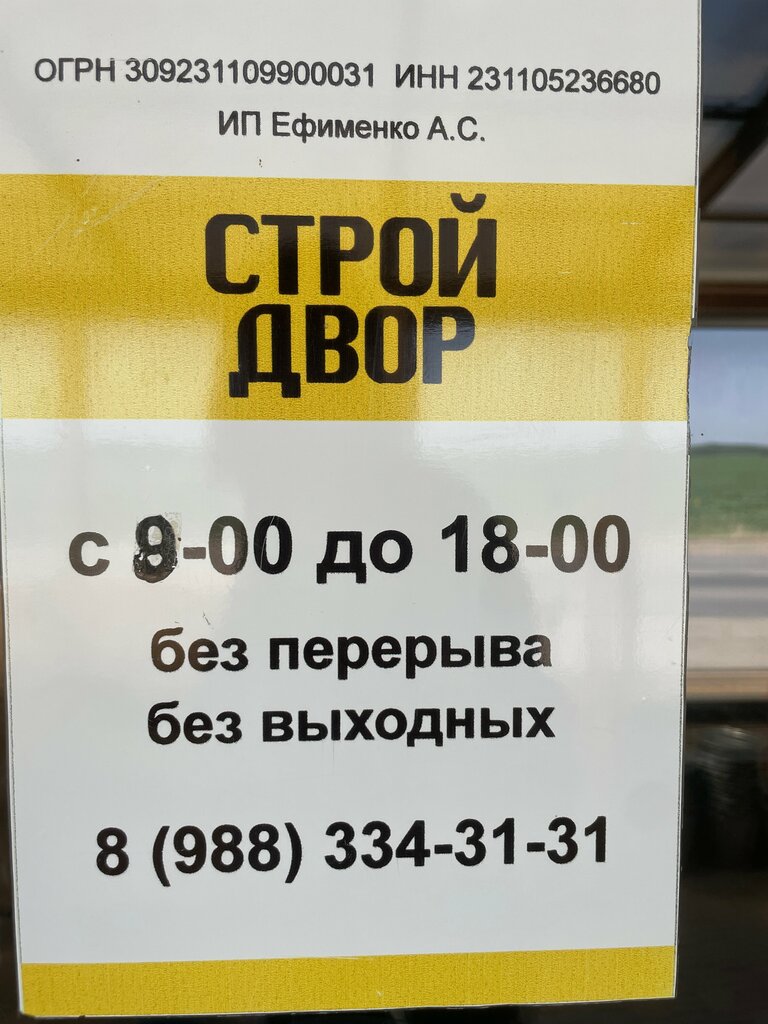 ОГРН 309231109900031 ИНН 231105236680
ИП Ефименко А.С.
СТРОЙ
ДВОР
с 9-00 до 18-00
без перерыва
без выходных
8 (988) 334-31-31